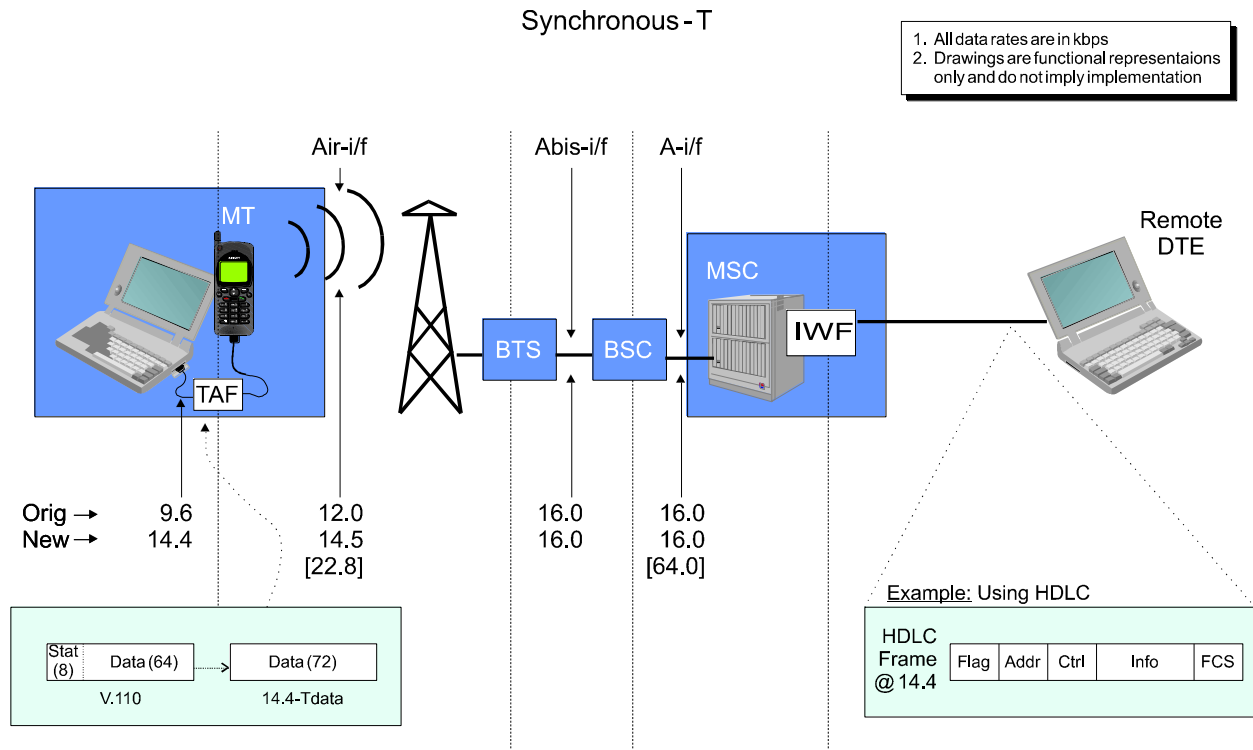 Synchronous - T
1. All data rates are in kbps
2. Drawings are functional representaions
only and do not imply implementation
Air-i/f
Abis-i/f
A-i/f
MT
MSC
Remote
DTE
BTS
BSC
IWF
TAF
Orig
9.6
12.0
16.0
16.0
New
14.4
14.5
16.0
16.0
[22.8]
[64.0]
Stat
(8)
Data (64)
Data (72)
V.110
14.4-Tdata
Example: Using HDLC
HDLC
Frame
@ 14.4
Flag
Addr
Ctrl
Info
FCS